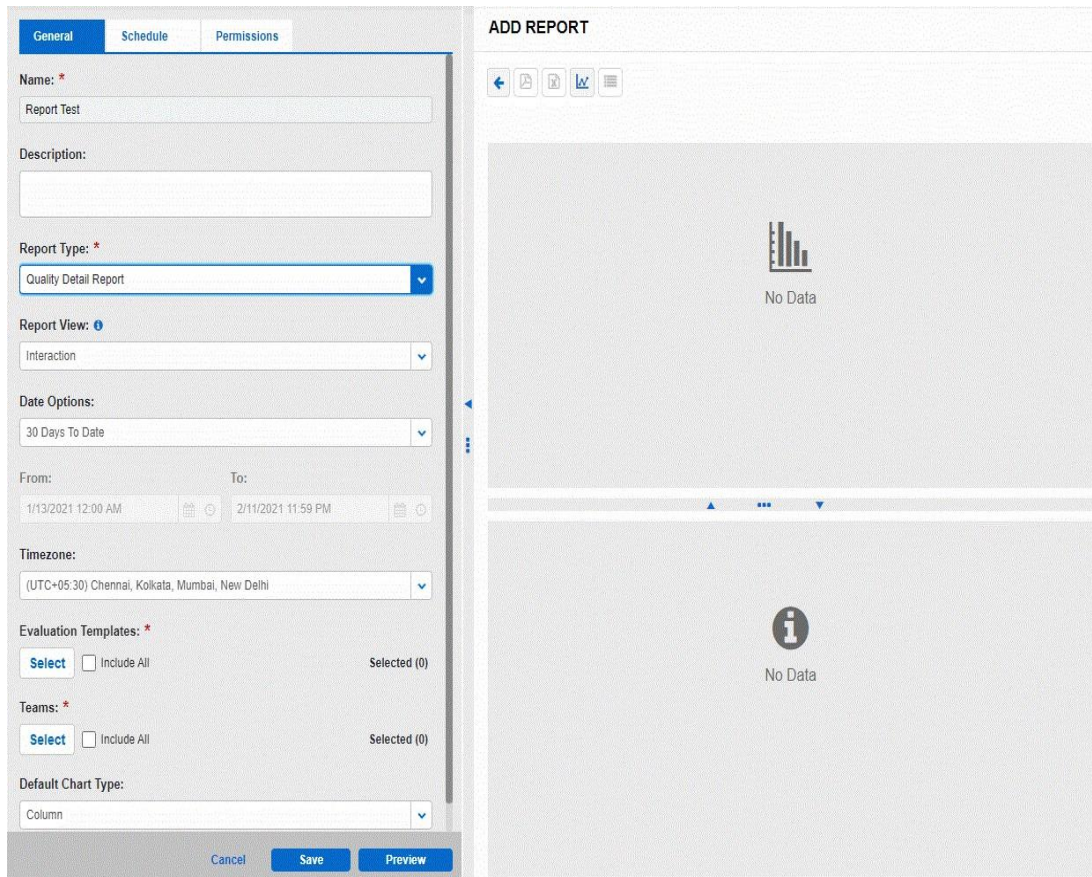 General Schedule Permissions
Name: *
Report Test
Description:
Report Type: *
Quality Detail Report
Report View:
Interaction
Date Options:
30 Days To Date
From: To:
1/13/2021 12:00 AM 2/11/2021 11:59 PM
Timezone:
(UTC+05:30) Chennai, Kolkata, Mumbai, New Delhi
Evaluation Templates: *
Select Include All Selected (0)
Teams: *
Select Include All Selected (0)
Default Chart Type:
Column
Cancel Save Preview
ADD REPORT
No Data
No Data